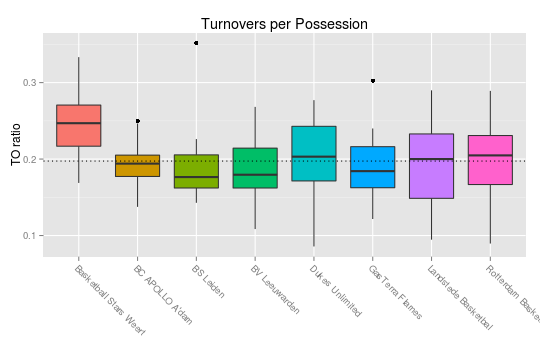 Turnovers per Possession
TO ratio
0.3
0.2
0.1
Basketball Stars Weert
BC APOLLO A'dam
BS Leiden
BV Leeuwarden
Dukes Unlimited
GasTerra Flames
Landstede Basketbal
Rotterdam Baske